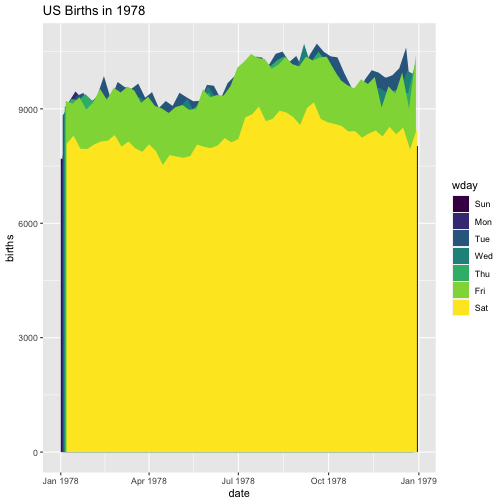 US Births in 1978
births
9000
6000
3000
0
Jan 1978 Apr 1978 Jul 1978 Oct 1978 Jan 1979
date
wday
Sun
Mon
Tue
Wed
Thu
Fri
Sat